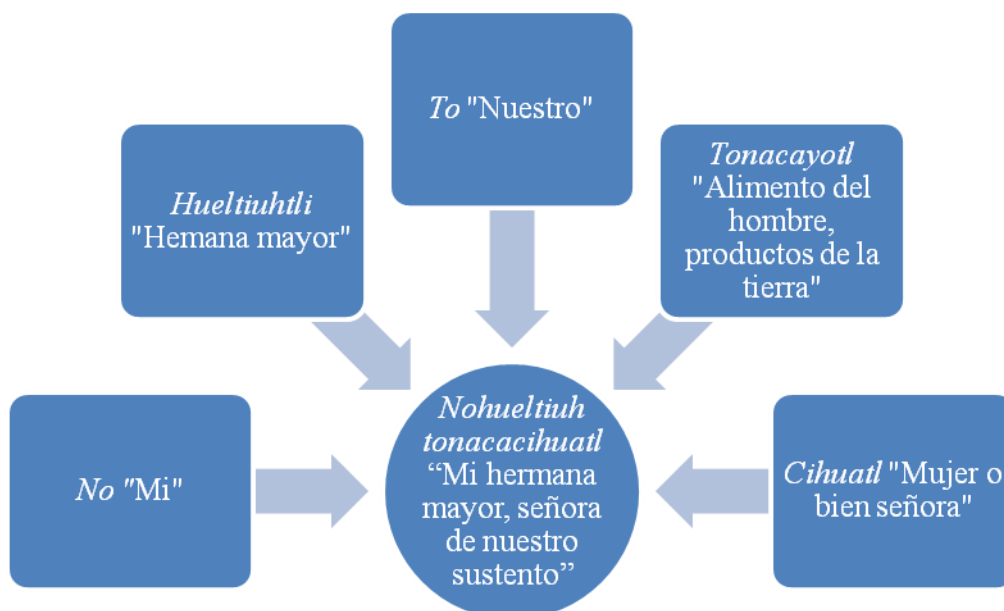 To "Nuestro"
Hueltiuhtli
"Hemana mayor"
Tonacayotl
"Alimento del
hombre,
productos de la
tierra"
No "Mi"
Nohueltiuh
tonacacihuatl
“Mi hermana
mayor, señora
de nuestro
sustento”
Cihuatl "Mujer o
bien señora"